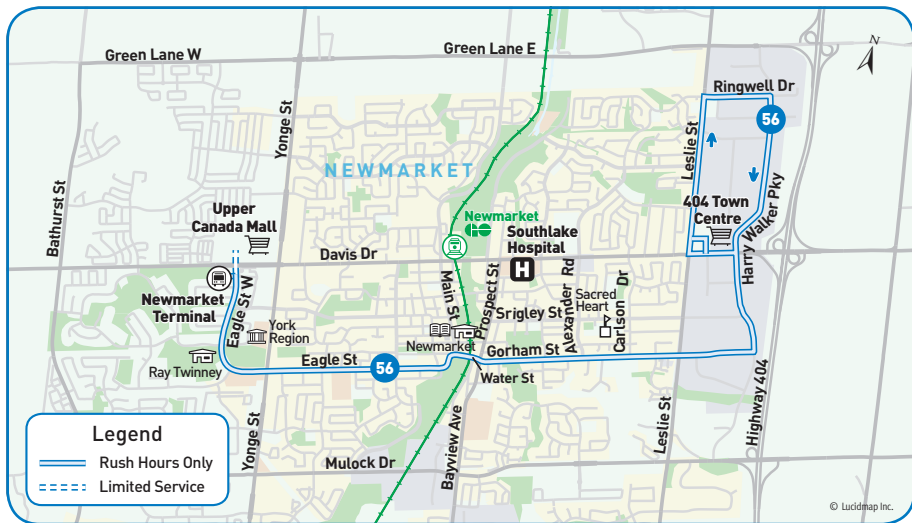 Green Lane W
Green Lane E
N
Ringwell Dr
56
Yonge St
Leslie St
NEWMARKET
Bathurst St
Upper
Canada Mall
Newmarket
GO
Southlake
Hospital
H
404 Town
Centre
Harry Walker Pky
Davis Dr
Newmarket
Terminal
Eagle St W
Main St
Prospect St
Alexander Rd
Carlson Dr
Sacred
Heart
Srigley St
York
Region
Newmarket
Gorham St
Ray Twinney
Eagle St
56
Water St
Yonge St
Bayview Ave
Leslie St
Highway 404
Mulock Dr
Legend
Rush Hours Only
Limited Service
© Lucidmap Inc.